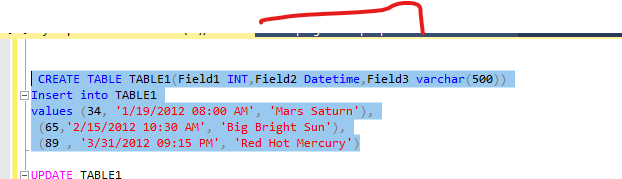 CREATE TABLE TABLE1(Field1 INT,Field2 Datetime,Field3 varchar(500))
Insert into TABLE1
values (34, '1/19/2012 08:00 AM', 'Mars Saturn'),
(65,'2/15/2012 10:30 AM', 'Big Bright Sun'),
(89 , '3/31/2012 09:15 PM', 'Red Hot Mercury')
UPDATE TABLE1